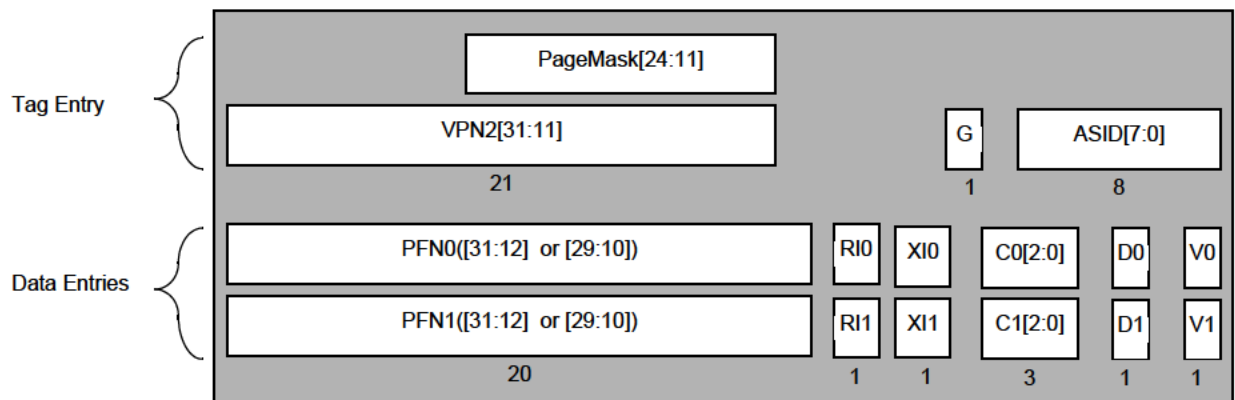 PageMask[24:11]
Tag Entry
VPN2[31:11]
G
ASID[7:0]
21
1
8
PFN0([31:12] or [29:10])
RI0
XI0
C0[2:0]
D0
V0
Data Entries
PFN1([31:12] or [29:10])
RI1
XI1
C1[2:0]
D1
V1
20
1
1
3
1
1